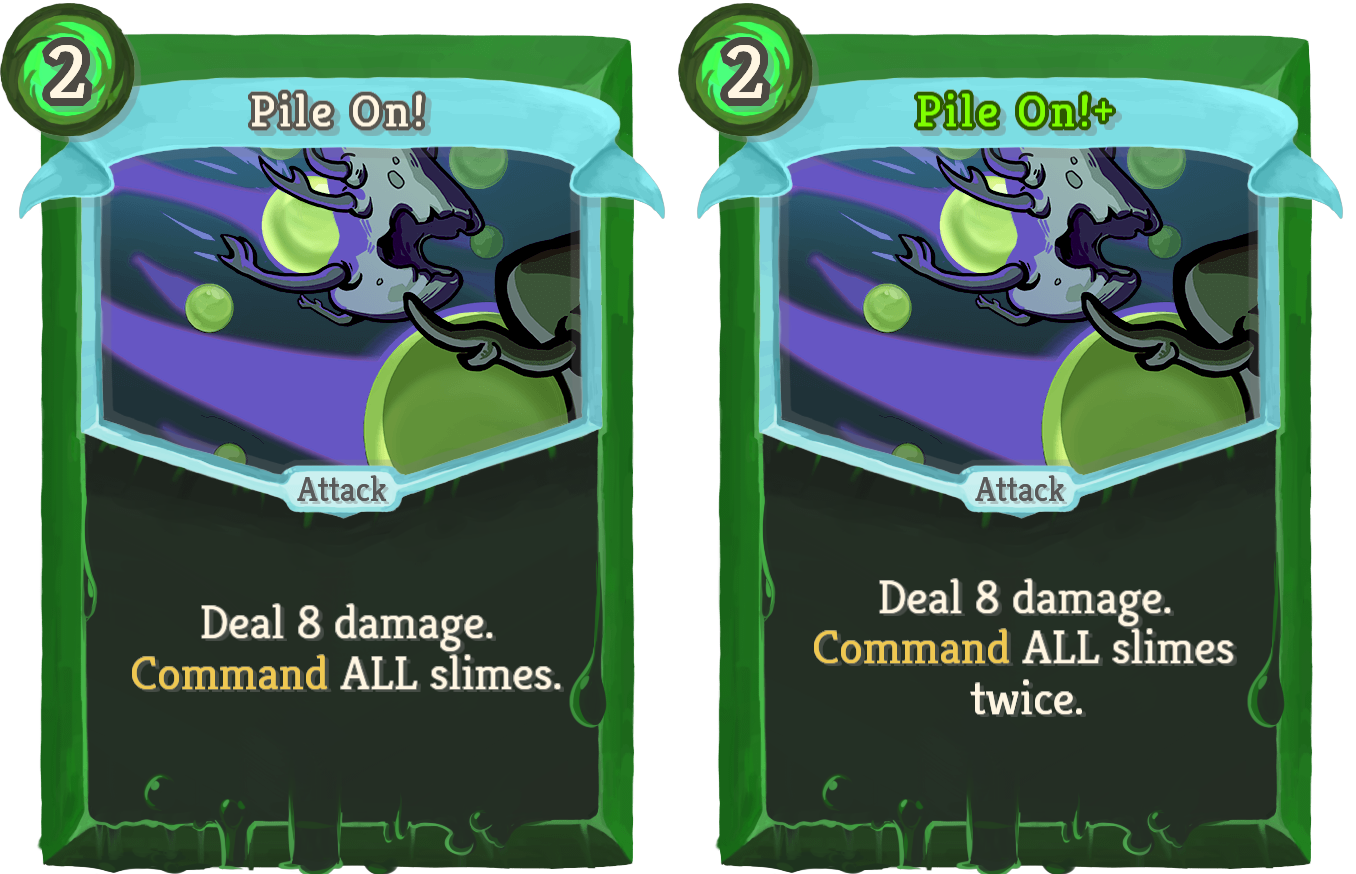 2
Pile On!
Attack
Deal 8 damage.
Command ALL slimes.
2
Pile On!+
Attack
Deal 8 damage.
Command ALL slimes
twice.